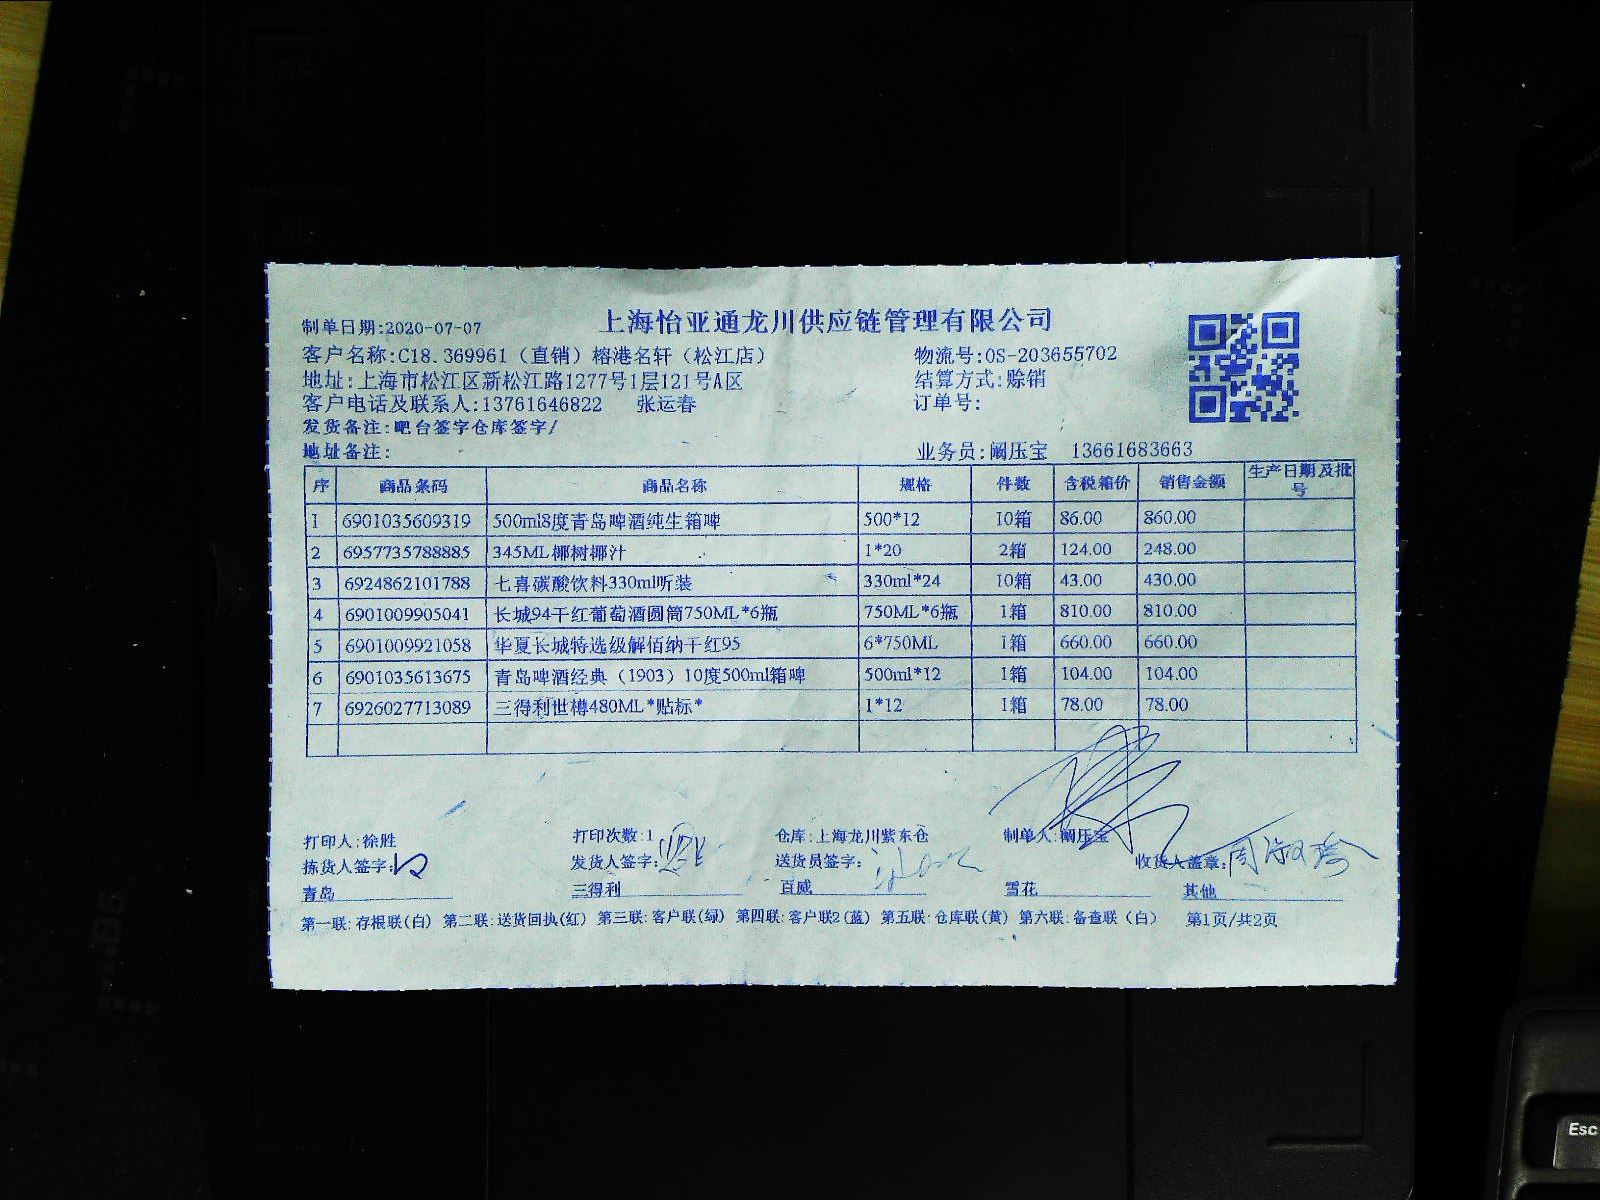 上海怡亚通龙川供应链管理有限公司
制单日期:2020-07-07
客户名称:C18.369961（直销）榕港名轩（松江店） 物流号:OS-203655702
地址:上海市松江区新松江路1277号1层121号A区 结算方式:赊销
客户电话及联系人:13761646822 张运春 订单号:
发货备注:吧台签字仓库签字/
地址备注: 业务员:阚压宝 13661683663
序 商品条码 商品名称 规格 件数 含税箱价 销售金额 生产日期及批号
1 6901035609319 500ml8度青岛啤酒纯生箱啤 500*12 10箱 86.00 860.00
2 6957735788885 345ML椰树椰汁 1*20 2箱 124.00 248.00
3 6924862101788 七喜碳酸饮料330ml听装 330ml*24 10箱 43.00 430.00
4 6901009905041 长城94干红葡萄酒圆筒750ML*6瓶 750ML*6瓶 1箱 810.00 810.00
5 6901009921058 华夏长城特选级解佰纳干红95 6*750ML 1箱 660.00 660.00
6 6901035613675 青岛啤酒经典（1903）10度500ml箱啤 500ml*12 1箱 104.00 104.00
7 6926027713089 三得利世樽480ML*贴标* 1*12 1箱 78.00 78.00
打印人:徐胜 打印次数:1 仓库:上海龙川紫东仓 制单人:阚压宝
拣货人签字: 发货人签字: 送货员签字: 收货人盖章:
青岛 三得利 百威 雪花 其他
第一联:存根联(白) 第二联:送货回执(红) 第三联:客户联(绿) 第四联:客户联2(蓝) 第五联:仓库联(黄) 第六联:备查联（白） 第1页/共2页
Esc